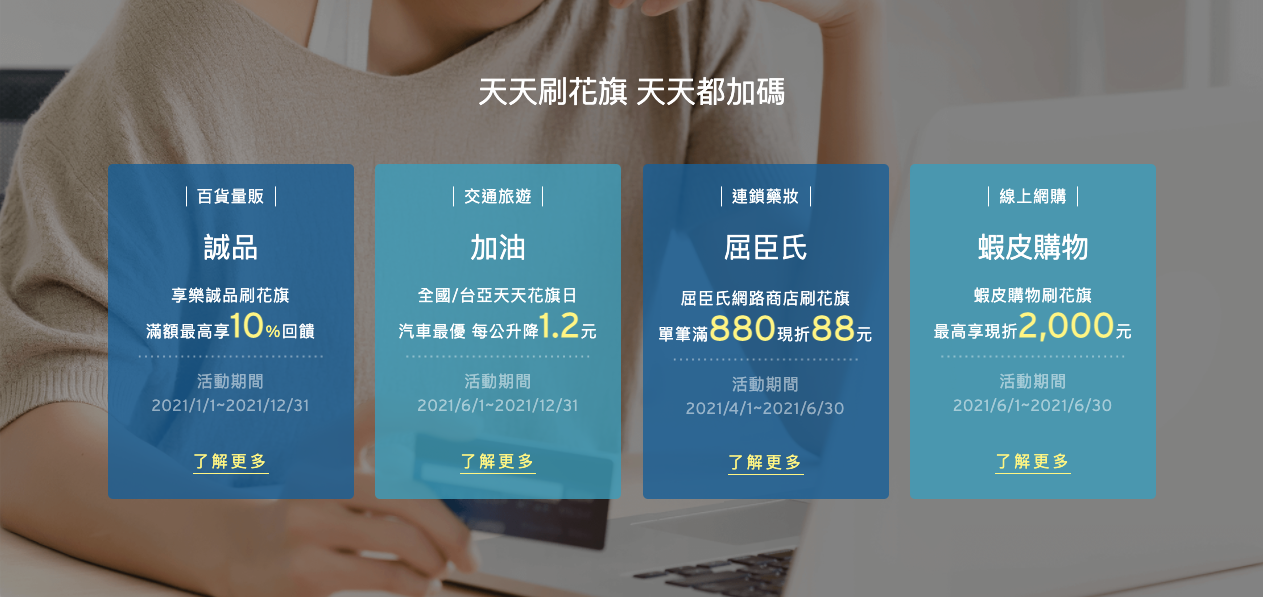 天天刷花旗 天天都加碼
百貨量販
誠品
享樂誠品刷花旗
滿額最高享10%回饋
活動期間
2021/1/1~2021/12/31
了解更多
交通旅遊
加油
全國/台亞天天花旗日
汽車最優 每公升降1.2元
活動期間
2021/6/1~2021/12/31
了解更多
連鎖藥妝
屈臣氏
屈臣氏網路商店刷花旗
單筆滿880現折88元
活動期間
2021/4/1~2021/6/30
了解更多
線上網購
蝦皮購物
蝦皮購物刷花旗
最高享現折2,000元
活動期間
2021/6/1~2021/6/30
了解更多